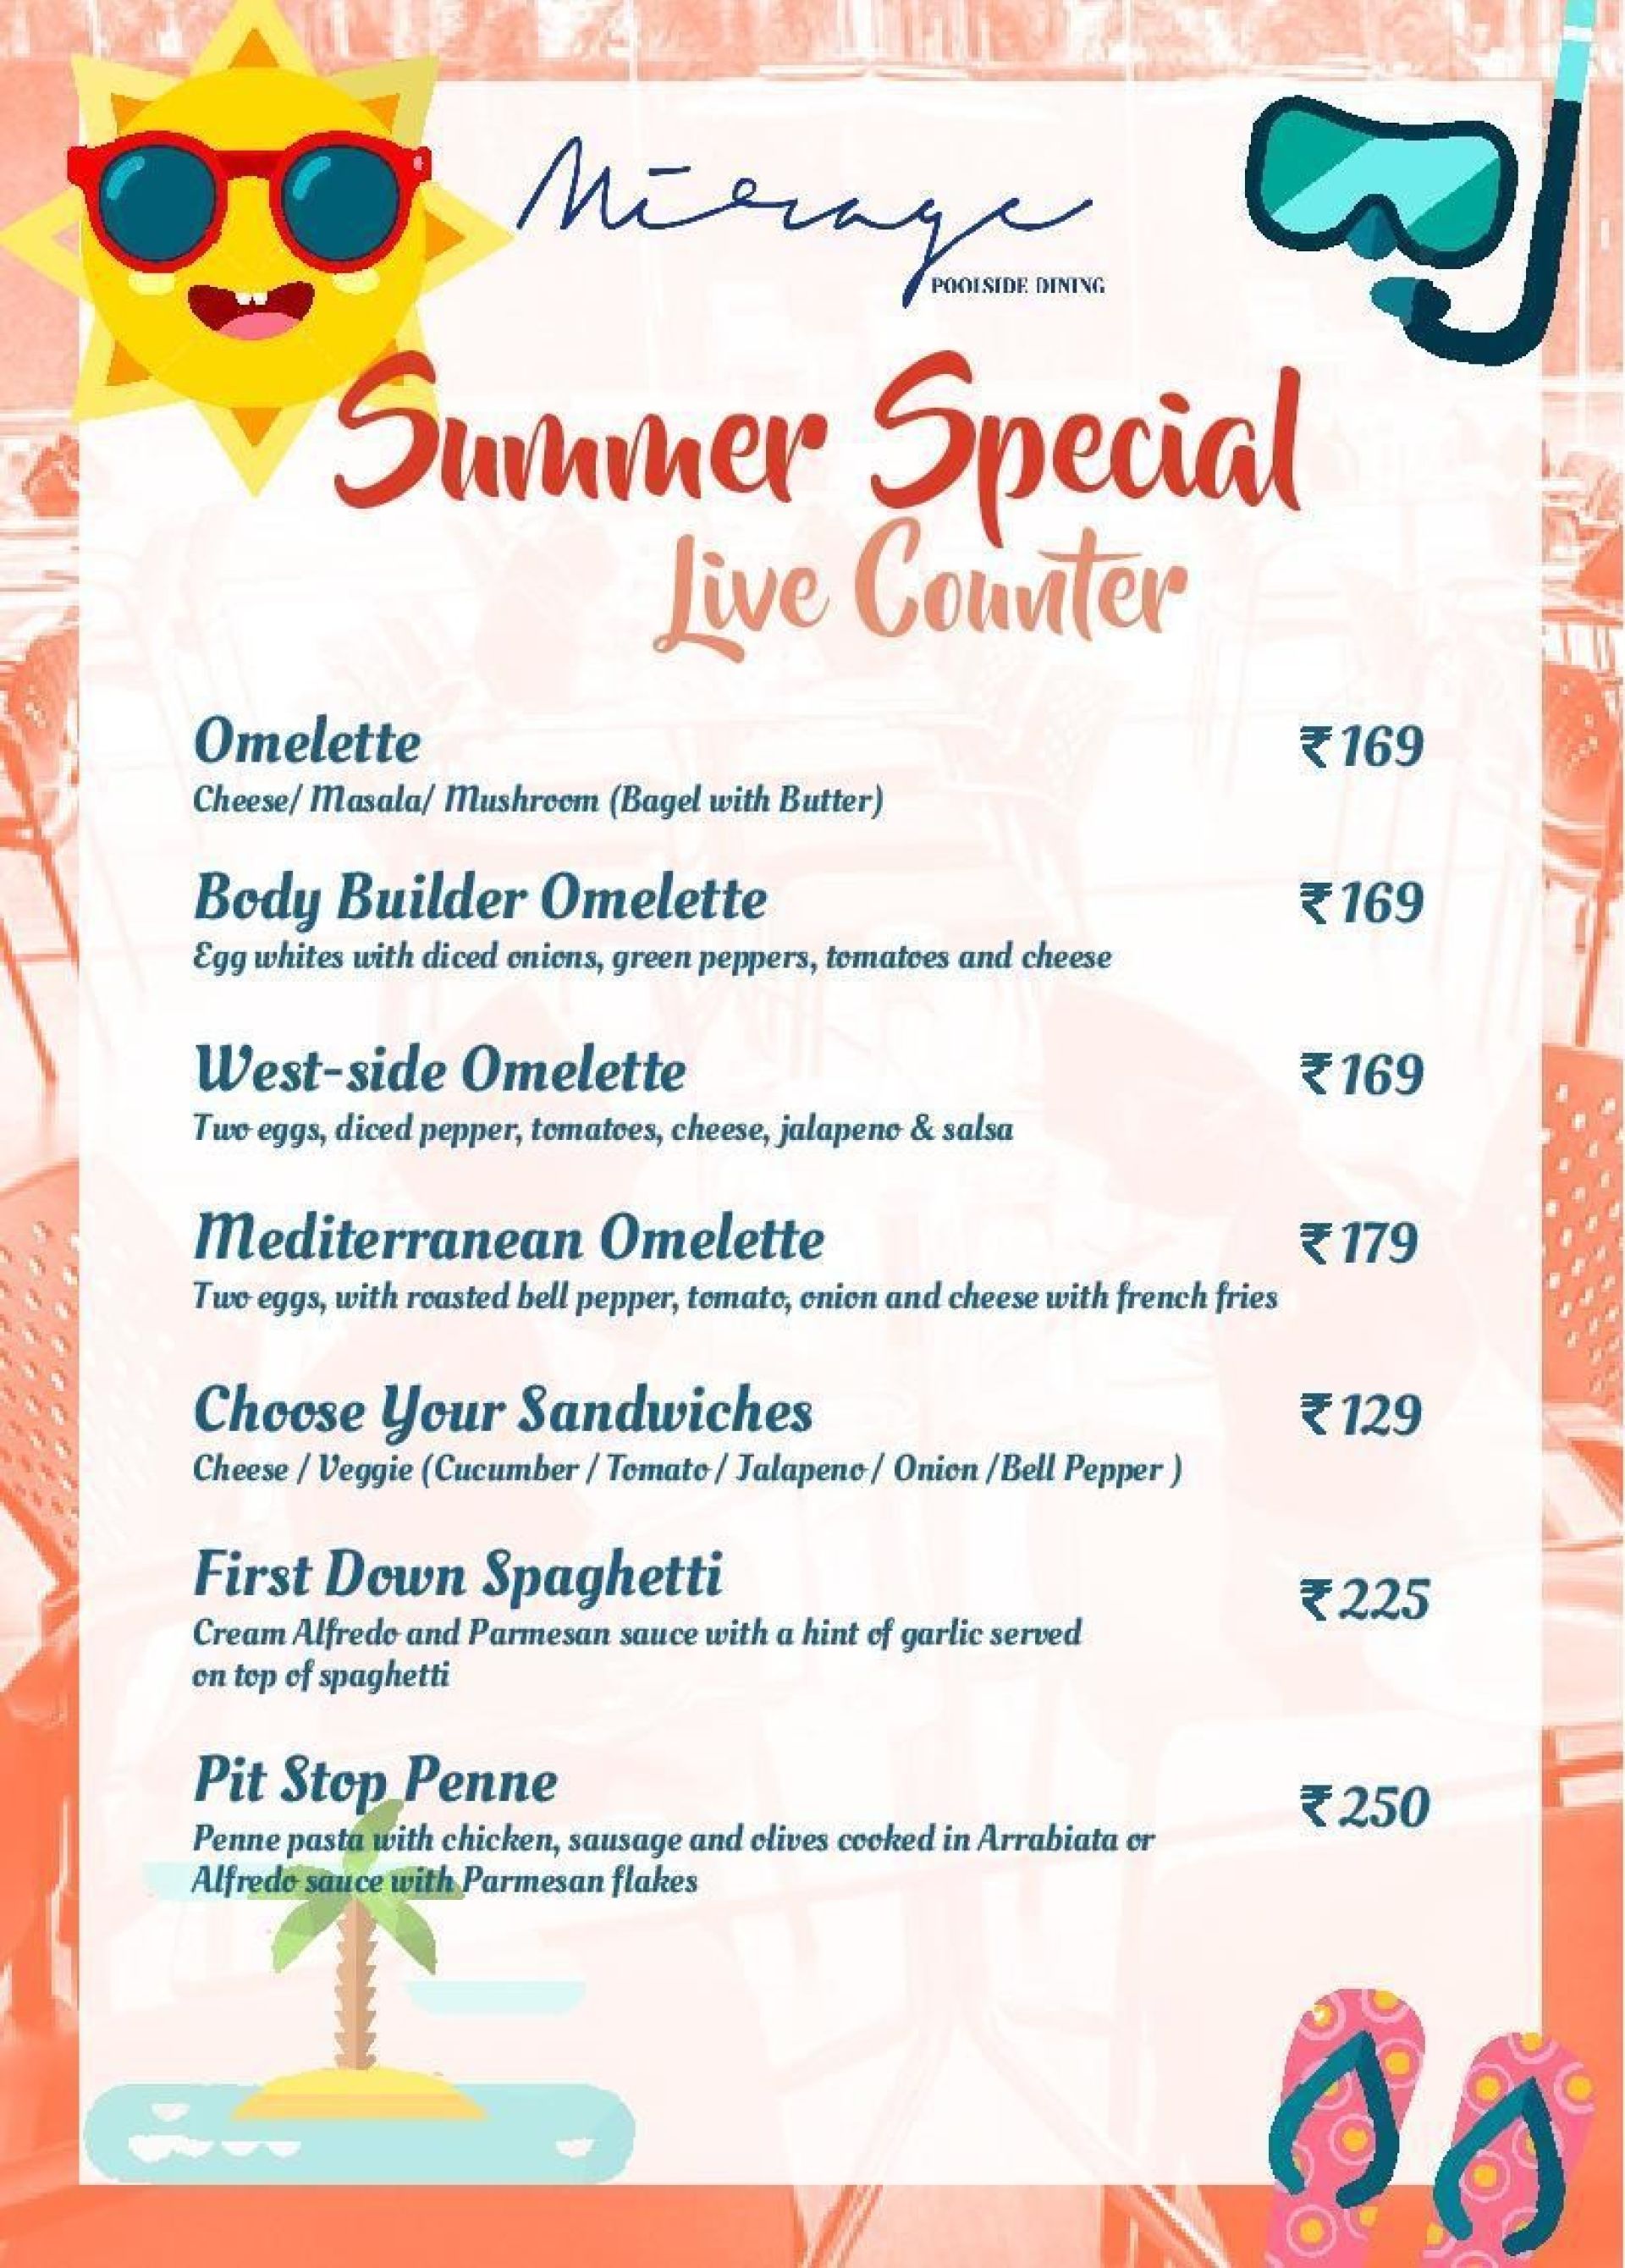 Mirage
POOLSIDE DINING
Summer Special
Live Counter
Omelette ₹169
Cheese/ Masala/ Mushroom (Bagel with Butter)
Body Builder Omelette ₹169
Egg whites with diced onions, green peppers, tomatoes and cheese
West-side Omelette ₹169
Two eggs, diced pepper, tomatoes, cheese, jalapeno & salsa
Mediterranean Omelette ₹179
Two eggs, with roasted bell pepper, tomato, onion and cheese with french fries
Choose Your Sandwiches ₹129
Cheese / Veggie (Cucumber / Tomato / Jalapeno / Onion /Bell Pepper )
First Down Spaghetti ₹225
Cream Alfredo and Parmesan sauce with a hint of garlic served
on top of spaghetti
Pit Stop Penne ₹250
Penne pasta with chicken, sausage and olives cooked in Arrabiata or
Alfredo sauce with Parmesan flakes